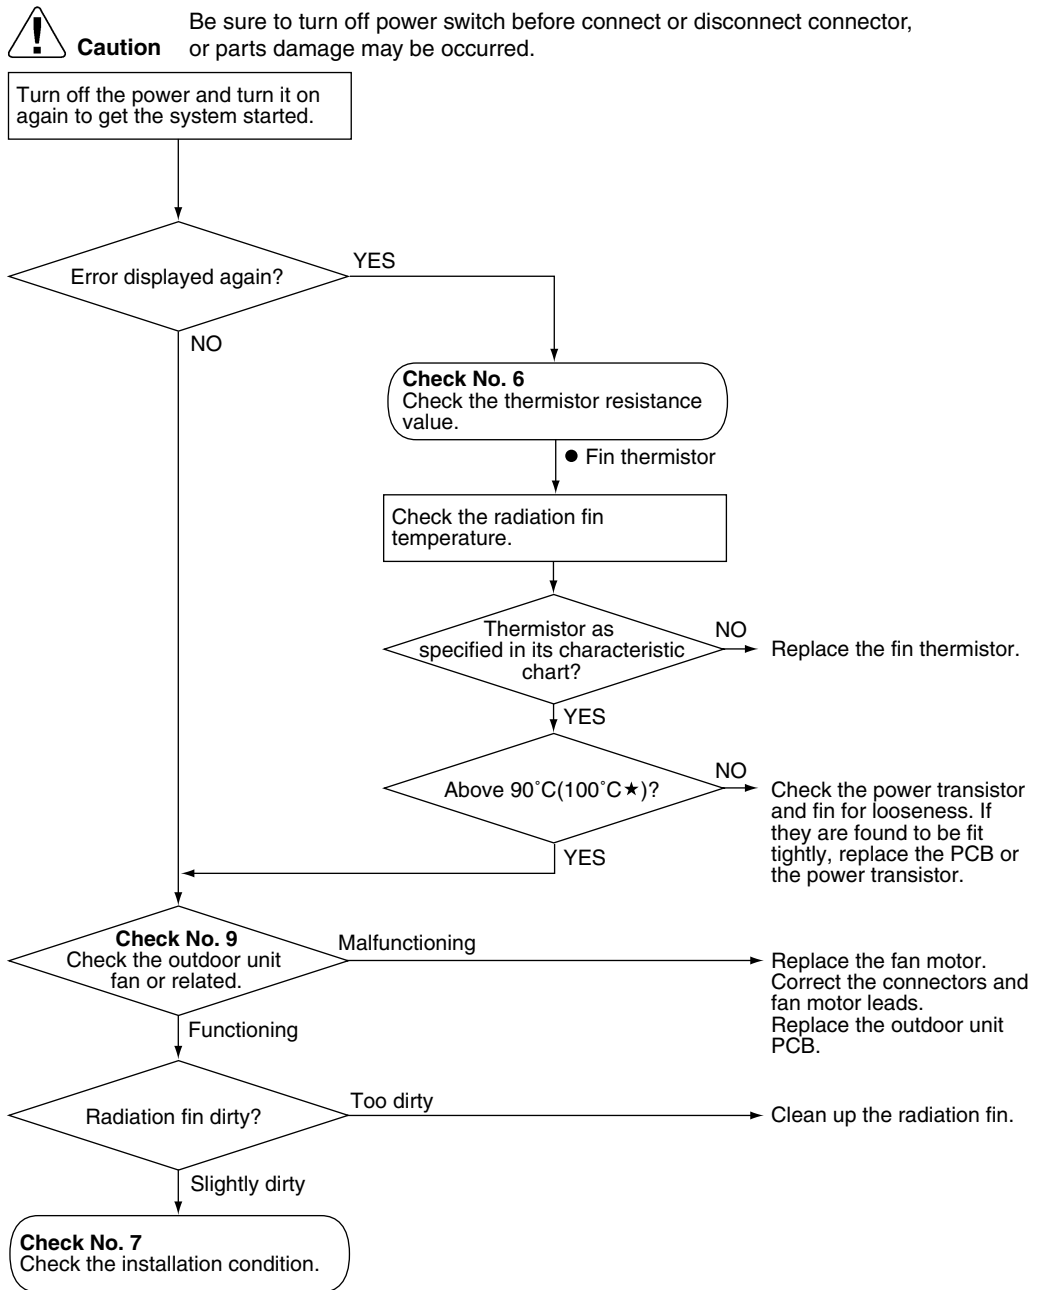 Be sure to turn off power switch before connect or disconnect connector,
Caution or parts damage may be occurred.
Turn off the power and turn it on
again to get the system started.
Error displayed again?
YES
NO
Check No. 6
Check the thermistor resistance
value.
● Fin thermistor
Check the radiation fin
temperature.
Thermistor as
specified in its characteristic
chart?
NO
Replace the fin thermistor.
YES
Above 90˚C(100˚C★)?
NO
Check the power transistor
and fin for looseness. If
they are found to be fit
tightly, replace the PCB or
the power transistor.
YES
Check No. 9
Check the outdoor unit
fan or related.
Malfunctioning
Replace the fan motor.
Correct the connectors and
fan motor leads.
Replace the outdoor unit
PCB.
Functioning
Radiation fin dirty?
Too dirty
Clean up the radiation fin.
Slightly dirty
Check No. 7
Check the installation condition.